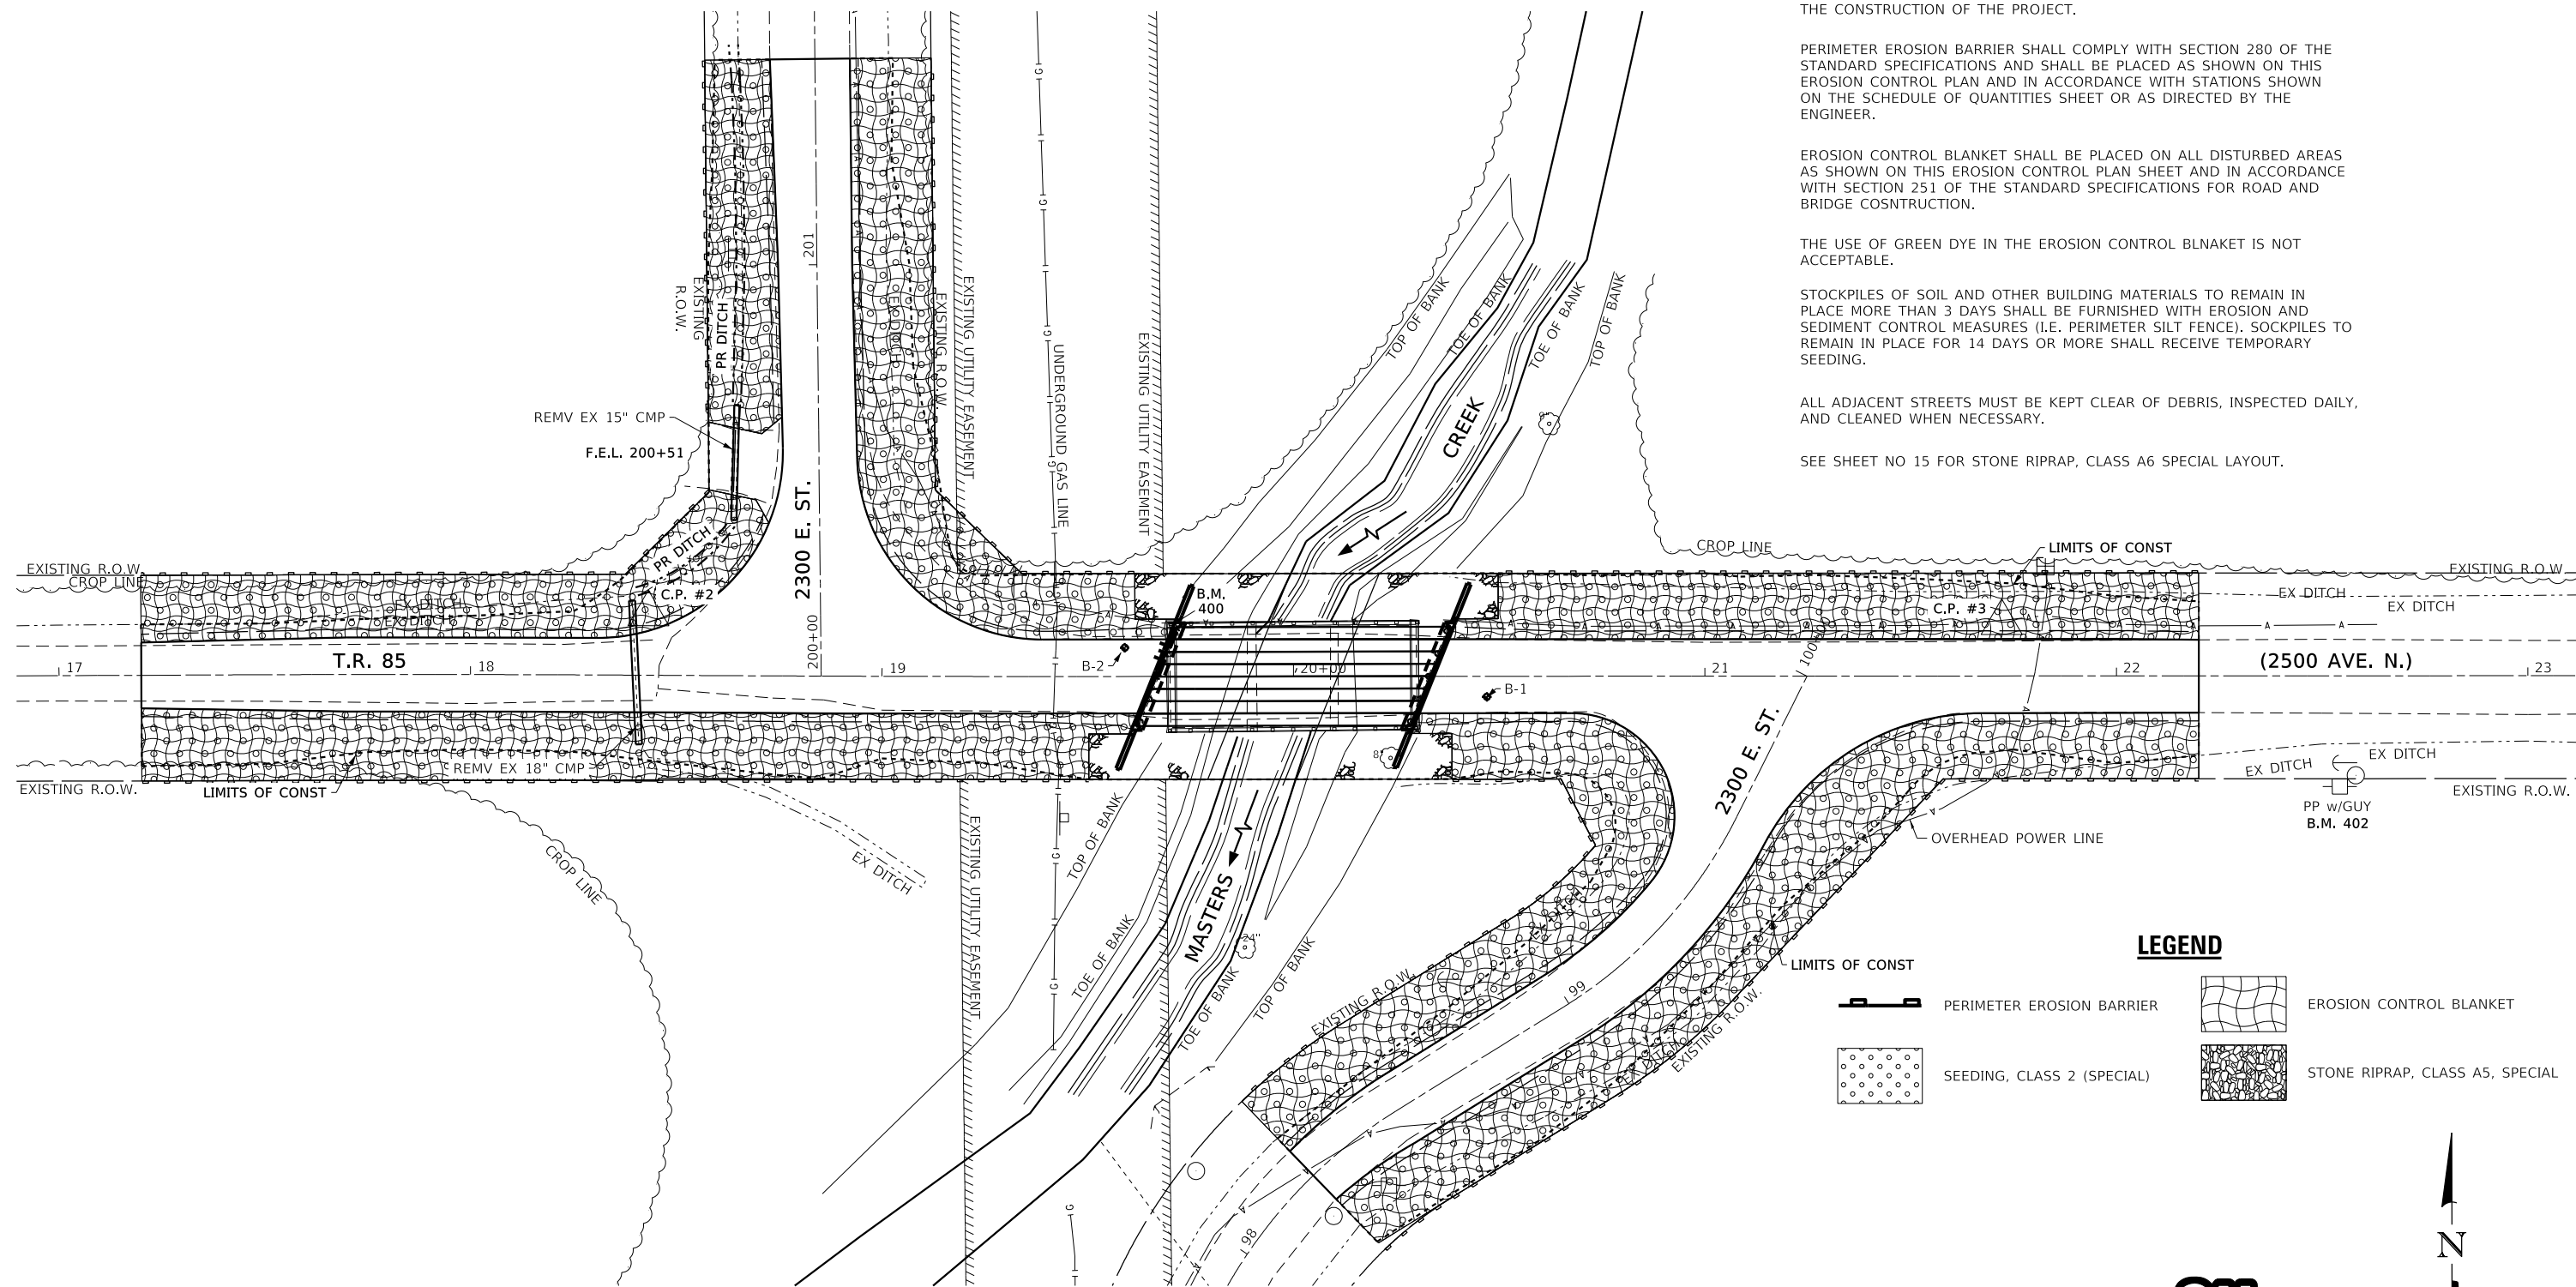 THE CONSTRUCTION OF THE PROJECT.
PERIMETER EROSION BARRIER SHALL COMPLY WITH SECTION 280 OF THE
STANDARD SPECIFICATIONS AND SHALL BE PLACED AS SHOWN ON THIS
EROSION CONTROL PLAN AND IN ACCORDANCE WITH STATIONS SHOWN
ON THE SCHEDULE OF QUANTITIES SHEET OR AS DIRECTED BY THE
ENGINEER.
EROSION CONTROL BLANKET SHALL BE PLACED ON ALL DISTURBED AREAS
AS SHOWN ON THIS EROSION CONTROL PLAN SHEET AND IN ACCORDANCE
WITH SECTION 251 OF THE STANDARD SPECIFICATIONS FOR ROAD AND
BRIDGE COSNTRUCTION.
THE USE OF GREEN DYE IN THE EROSION CONTROL BLNAKET IS NOT
ACCEPTABLE.
STOCKPILES OF SOIL AND OTHER BUILDING MATERIALS TO REMAIN IN
PLACE MORE THAN 3 DAYS SHALL BE FURNISHED WITH EROSION AND
SEDIMENT CONTROL MEASURES (I.E. PERIMETER SILT FENCE). SOCKPILES TO
REMAIN IN PLACE FOR 14 DAYS OR MORE SHALL RECEIVE TEMPORARY
SEEDING.
ALL ADJACENT STREETS MUST BE KEPT CLEAR OF DEBRIS, INSPECTED DAILY,
AND CLEANED WHEN NECESSARY.
SEE SHEET NO 15 FOR STONE RIPRAP, CLASS A6 SPECIAL LAYOUT.
201
EXISTING
R.O.W.
PR DITCH
EX DITCH
EXISTING R.O.W.
EXISTING UTILITY EASEMENT
UNDERGROUND GAS LINE
EXISTING UTILITY EASEMENT
TOP OF BANK
TOE OF BANK
TOE OF BANK
TOP OF BANK
CREEK
REMV EX 15" CMP
F.E.L. 200+51
2300 E. ST.
PR DITCH
C.P. #2
EXISTING R.O.W.
CROP LINE
EX DITCH
EX DITCH
B.M.
400
CROP LINE
LIMITS OF CONST
C.P. #3
EXISTING R.O.W.
EX DITCH
EX DITCH
T.R. 85
200+00
B-2
B-1
(2500 AVE. N.)
17
18
19
20+00
21
22
23
REMV EX 18" CMP
LIMITS OF CONST
EXISTING R.O.W.
8"
2300 E. ST.
EX DITCH
EX DITCH
EXISTING R.O.W.
PP w/GUY
B.M. 402
OVERHEAD POWER LINE
CROP LINE
EX DITCH
EXISTING UTILITY EASEMENT
TOP OF BANK
TOE OF BANK
MASTERS
24"
TOE OF BANK
TOP OF BANK
EX DITCH
EXISTING R.O.W.
99
98
EX DITCH
EXISTING R.O.W.
LIMITS OF CONST
LEGEND
PERIMETER EROSION BARRIER
EROSION CONTROL BLANKET
SEEDING, CLASS 2 (SPECIAL)
STONE RIPRAP, CLASS A5, SPECIAL
N